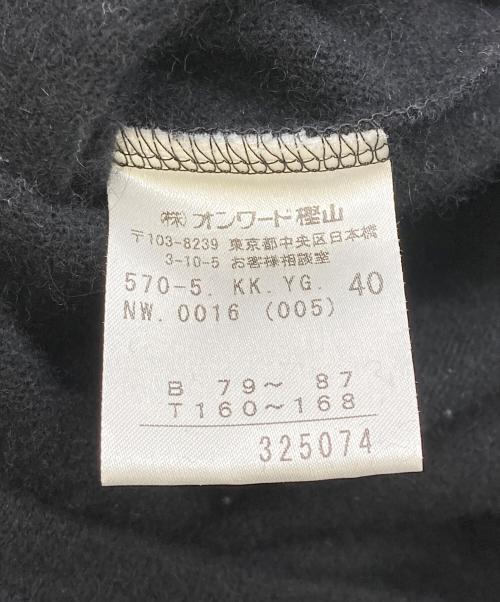 (株)オンワード樫山
〒103-8239 東京都中央区日本橋
3-10-5 お客様相談室
570-5. KK.YG. 40
NW.0016 (005)
B 79〜 87
T 160〜168
325074